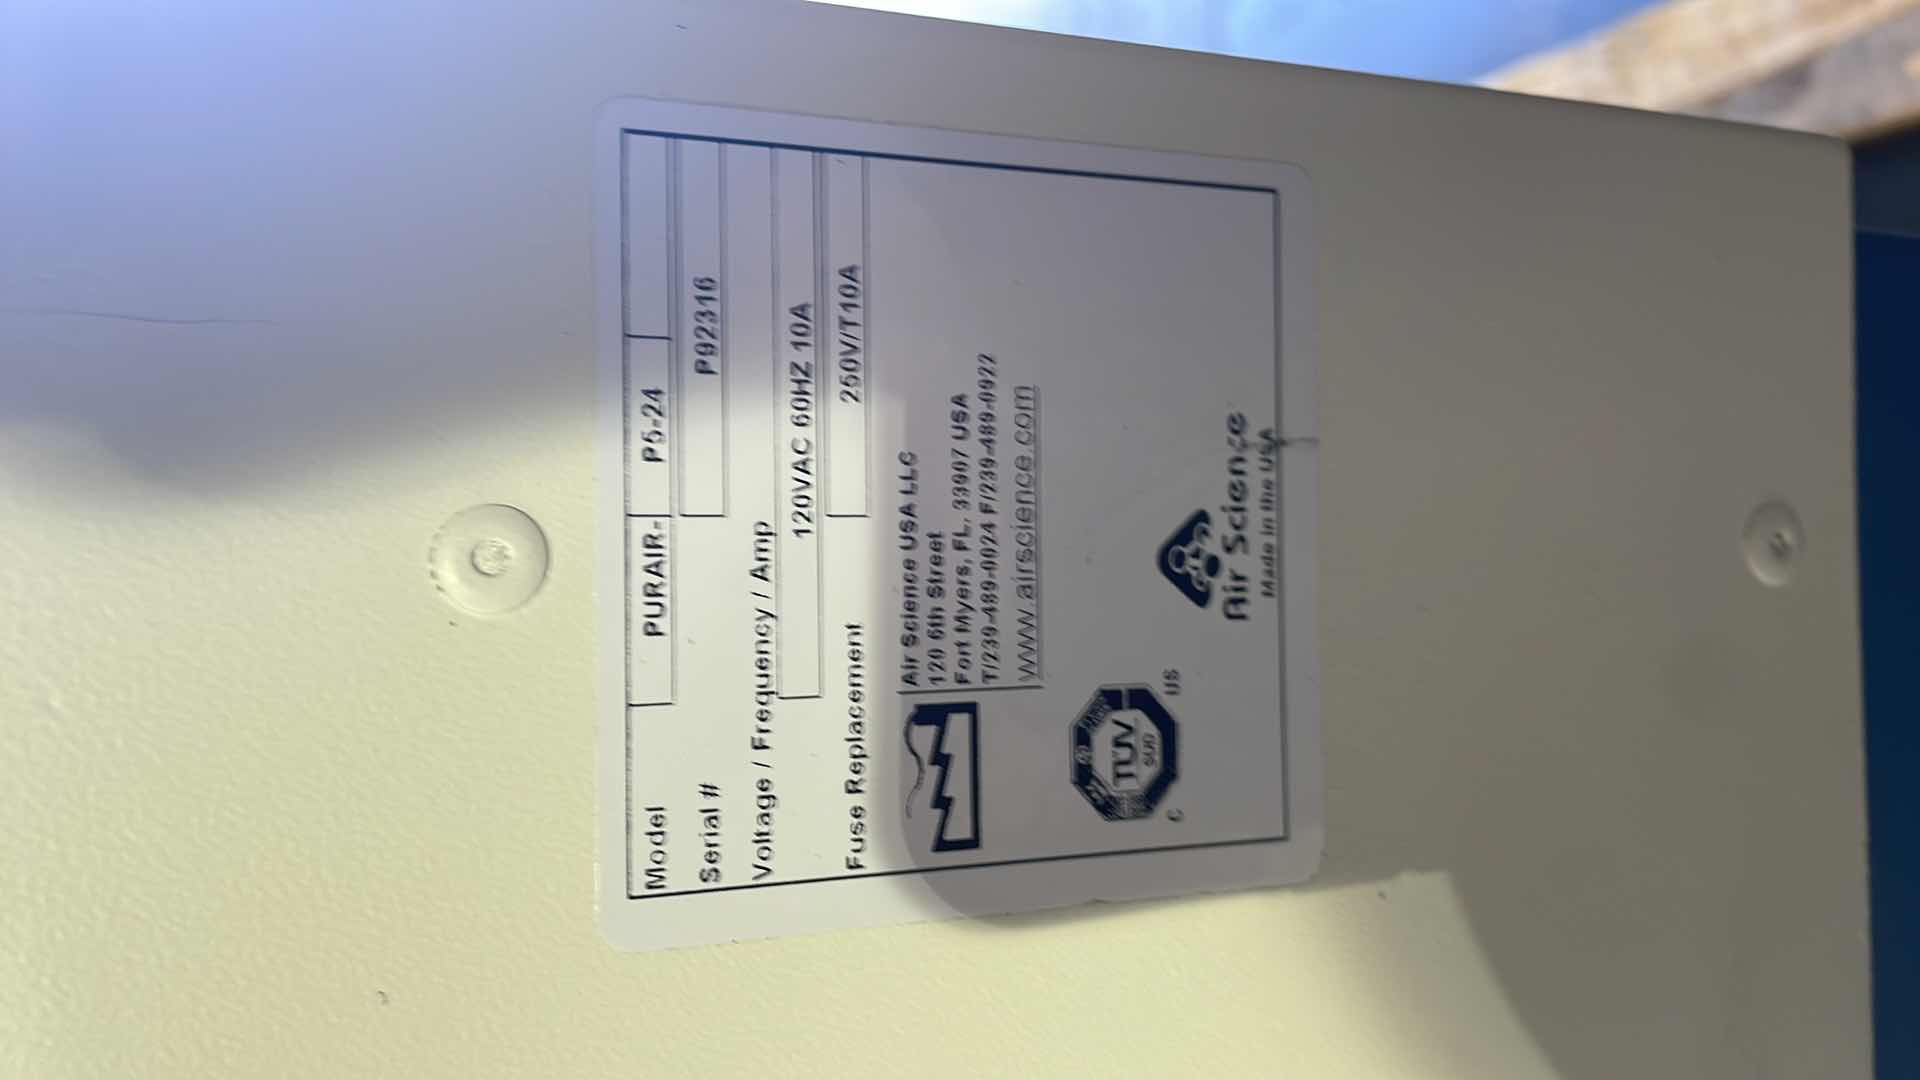 Model PURAIR- P5-24
Serial # P92316
Voltage / Frequency / Amp
120VAC 60HZ 10A
Fuse Replacement 250V/T10A
Air Science USA LLC
120 6th Street
Fort Myers, FL, 33907 USA
T/239-489-0024 F/239-489-0922
www.airscience.com
TÜV
SÜD
C US
Air Science
Made in the USA